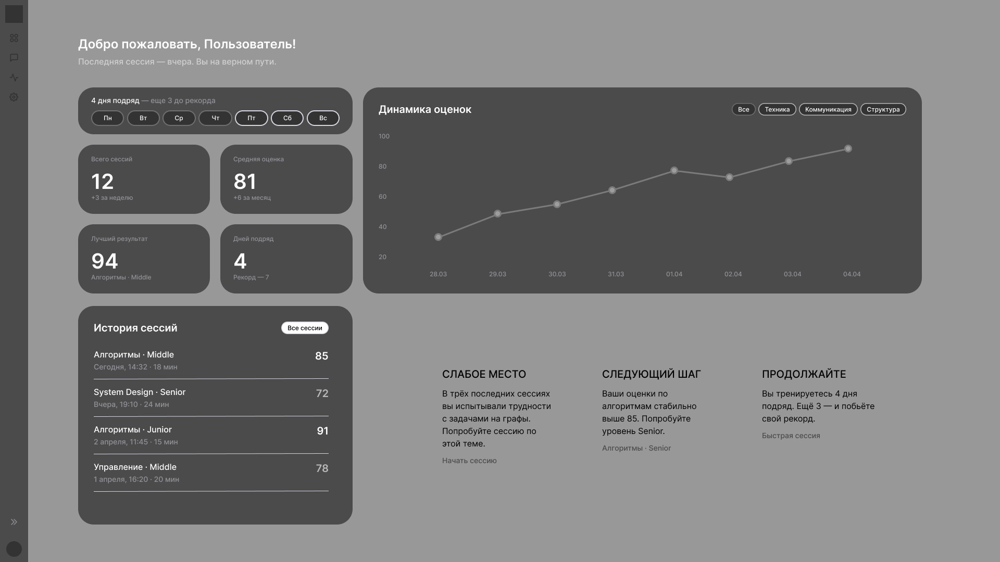 Добро пожаловать, Пользователь!
Последняя сессия — вчера. Вы на верном пути.
4 дня подряд — еще 3 до рекорда
Пн Вт Ср Чт Пт Сб Вс
Всего сессий
12
+3 за неделю
Средняя оценка
81
+6 за месяц
Лучший результат
94
Алгоритмы · Middle
Дней подряд
4
Рекорд — 7
Динамика оценок
Все Техника Коммуникация Структура
100
80
60
40
20
28.03 29.03 30.03 31.03 01.04 02.04 03.04 04.04
История сессий
Все сессии
Алгоритмы · Middle
85
Сегодня, 14:32 · 18 мин
System Design · Senior
72
Вчера, 19:10 · 24 мин
Алгоритмы · Junior
91
2 апреля, 11:45 · 15 мин
Управление · Middle
78
1 апреля, 16:20 · 20 мин
СЛАБОЕ МЕСТО
В трёх последних сессиях
вы испытывали трудности
с задачами на графы.
Попробуйте сессию по
этой теме.
Начать сессию
СЛЕДУЮЩИЙ ШАГ
Ваши оценки по
алгоритмам стабильно
выше 85. Попробуйте
уровень Senior.
Алгоритмы · Senior
ПРОДОЛЖАЙТЕ
Вы тренируетесь 4 дня
подряд. Ещё 3 — и побьёте
свой рекорд.
Быстрая сессия